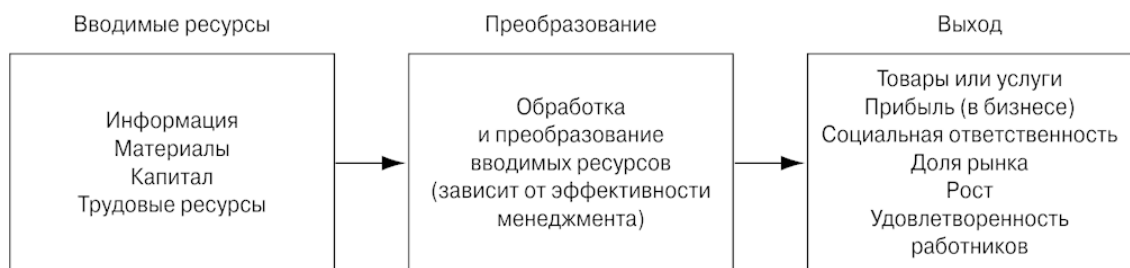 Вводимые ресурсы
Информация
Материалы
Капитал
Трудовые ресурсы
Преобразование
Обработка
и преобразование
вводимых ресурсов
(зависит от эффективности
менеджмента)
Выход
Товары или услуги
Прибыль (в бизнесе)
Социальная ответственность
Доля рынка
Рост
Удовлетворенность
работников